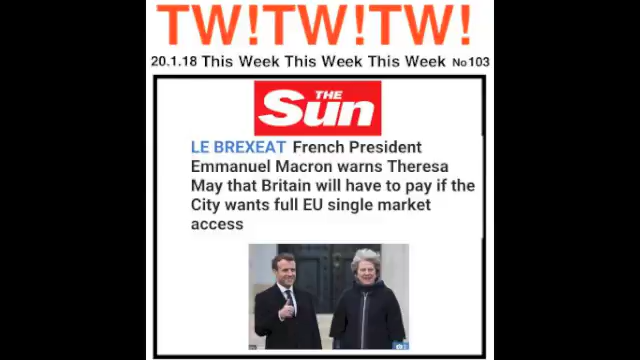 TW!TW!TW!
20.1.18 This Week This Week This Week No 103
THE
Sun
LE BREXEAT French President
Emmanuel Macron warns Theresa
May that Britain will have to pay if the
City wants full EU single market
access